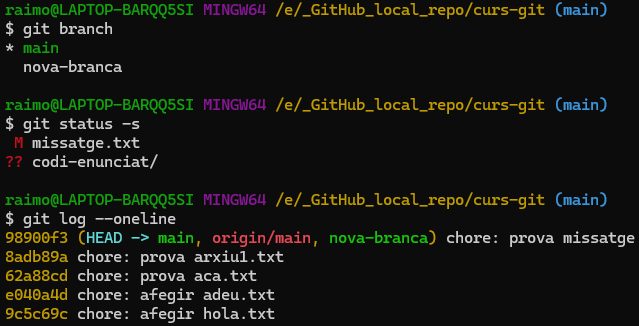 raimo@LAPTOP-BARQQ5SI MINGW64 /e/_GitHub_local_repo/curs-git (main)
$ git branch
* main
  nova-branca
raimo@LAPTOP-BARQQ5SI MINGW64 /e/_GitHub_local_repo/curs-git (main)
$ git status -s
 M missatge.txt
?? codi-enunciat/
raimo@LAPTOP-BARQQ5SI MINGW64 /e/_GitHub_local_repo/curs-git (main)
$ git log --oneline
98900f3 (HEAD -> main, origin/main, nova-branca) chore: prova missatge
8adb89a chore: prova arxiu1.txt
62a88cd chore: prova aca.txt
e040a4d chore: afegir adeu.txt
9c5c69c chore: afegir hola.txt